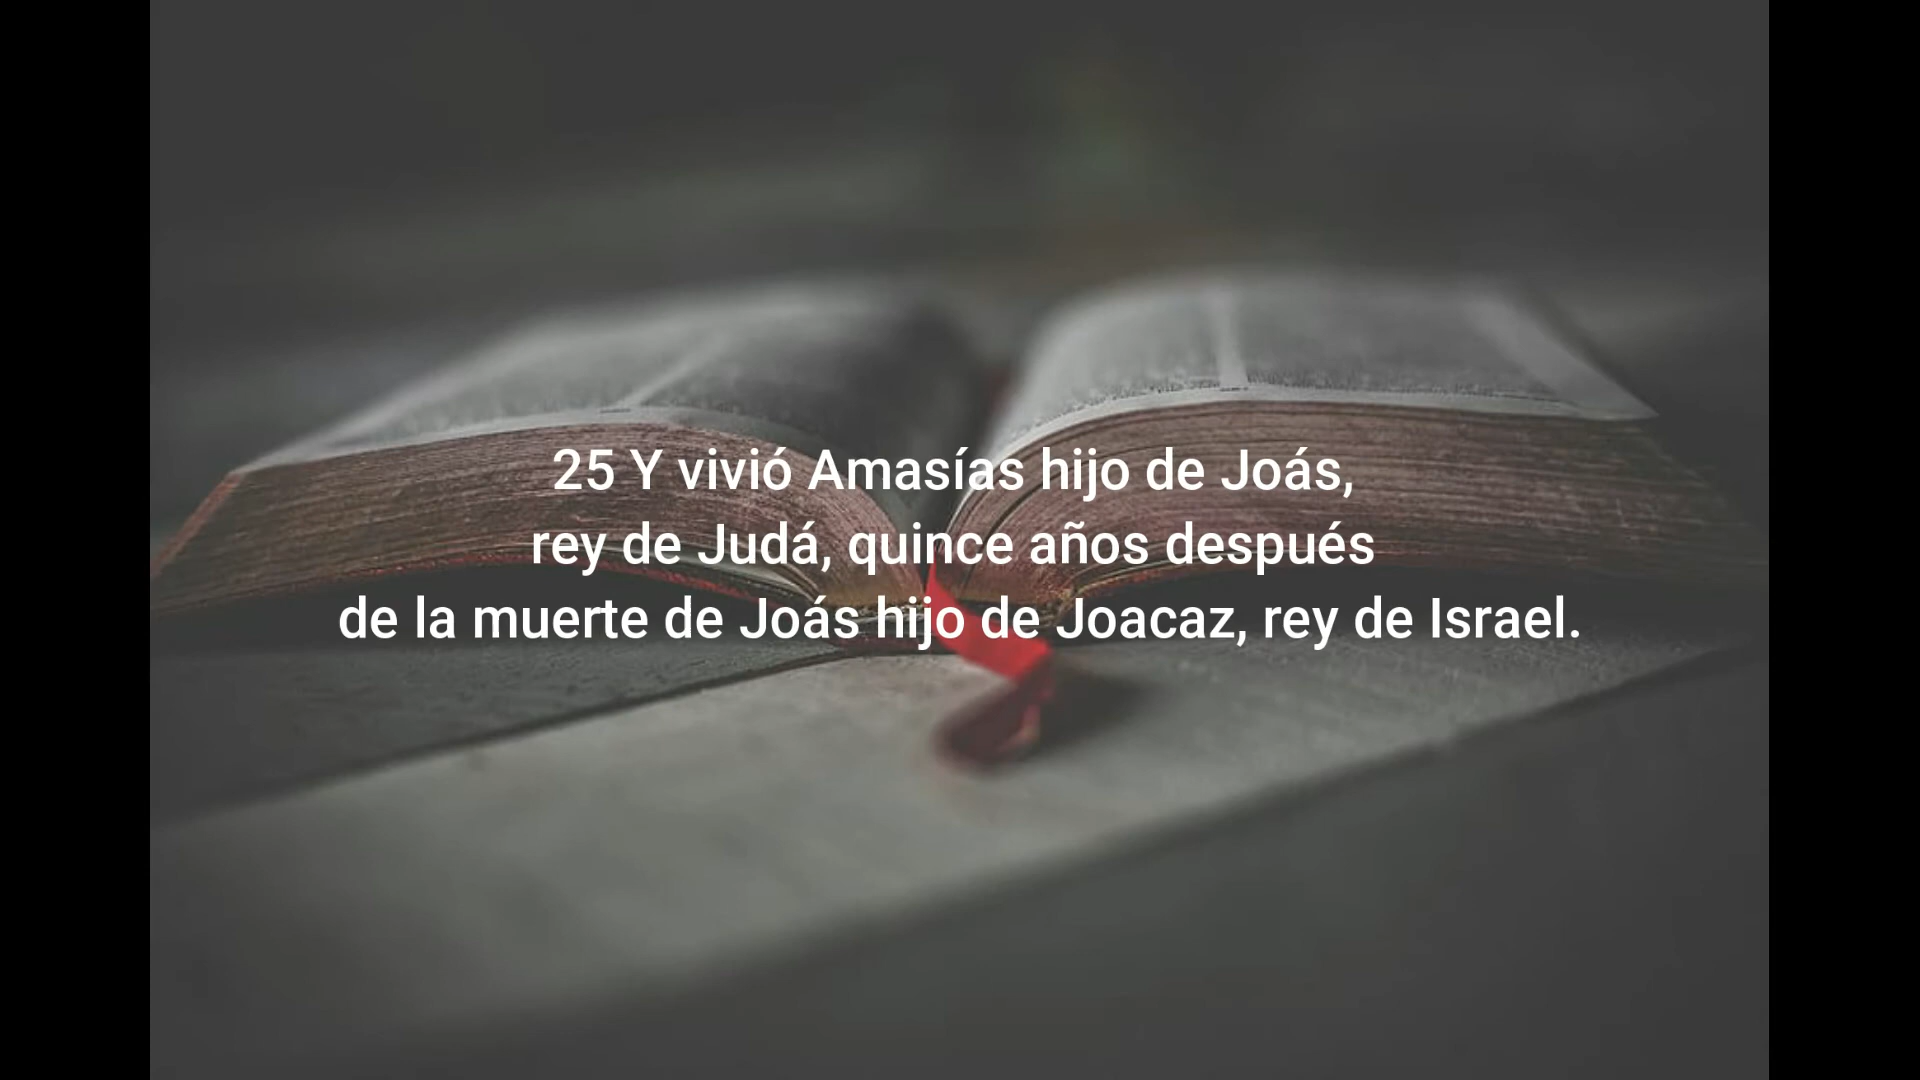 25 Y vivió Amasías hijo de Joás,
rey de Judá, quince años después
de la muerte de Joás hijo de Joacaz, rey de Israel.